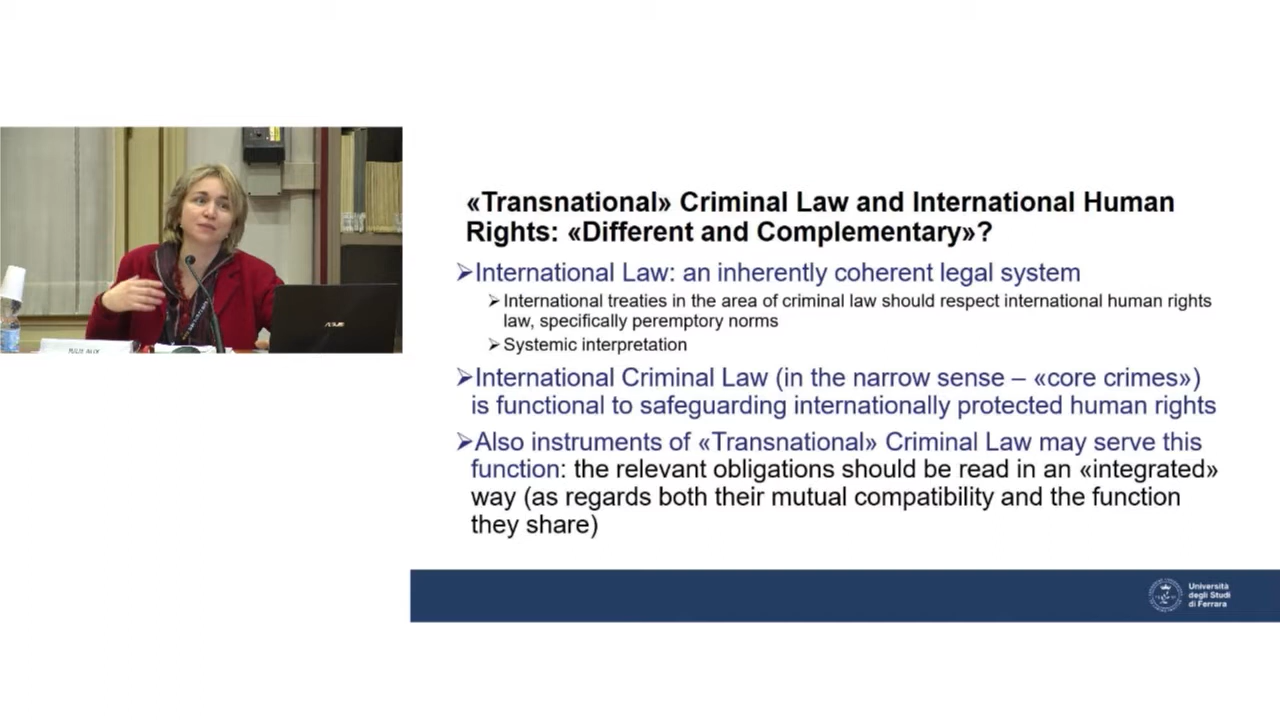 «Transnational» Criminal Law and International Human
Rights: «Different and Complementary»?
➢International Law: an inherently coherent legal system
➢International treaties in the area of criminal law should respect international human rights
law, specifically peremptory norms
➢Systemic interpretation
➢International Criminal Law (in the narrow sense – «core crimes»)
is functional to safeguarding internationally protected human rights
➢Also instruments of «Transnational» Criminal Law may serve this
function: the relevant obligations should be read in an «integrated»
way (as regards both their mutual compatibility and the function
they share)
ASUS
Università
degli Studi
di Ferrara